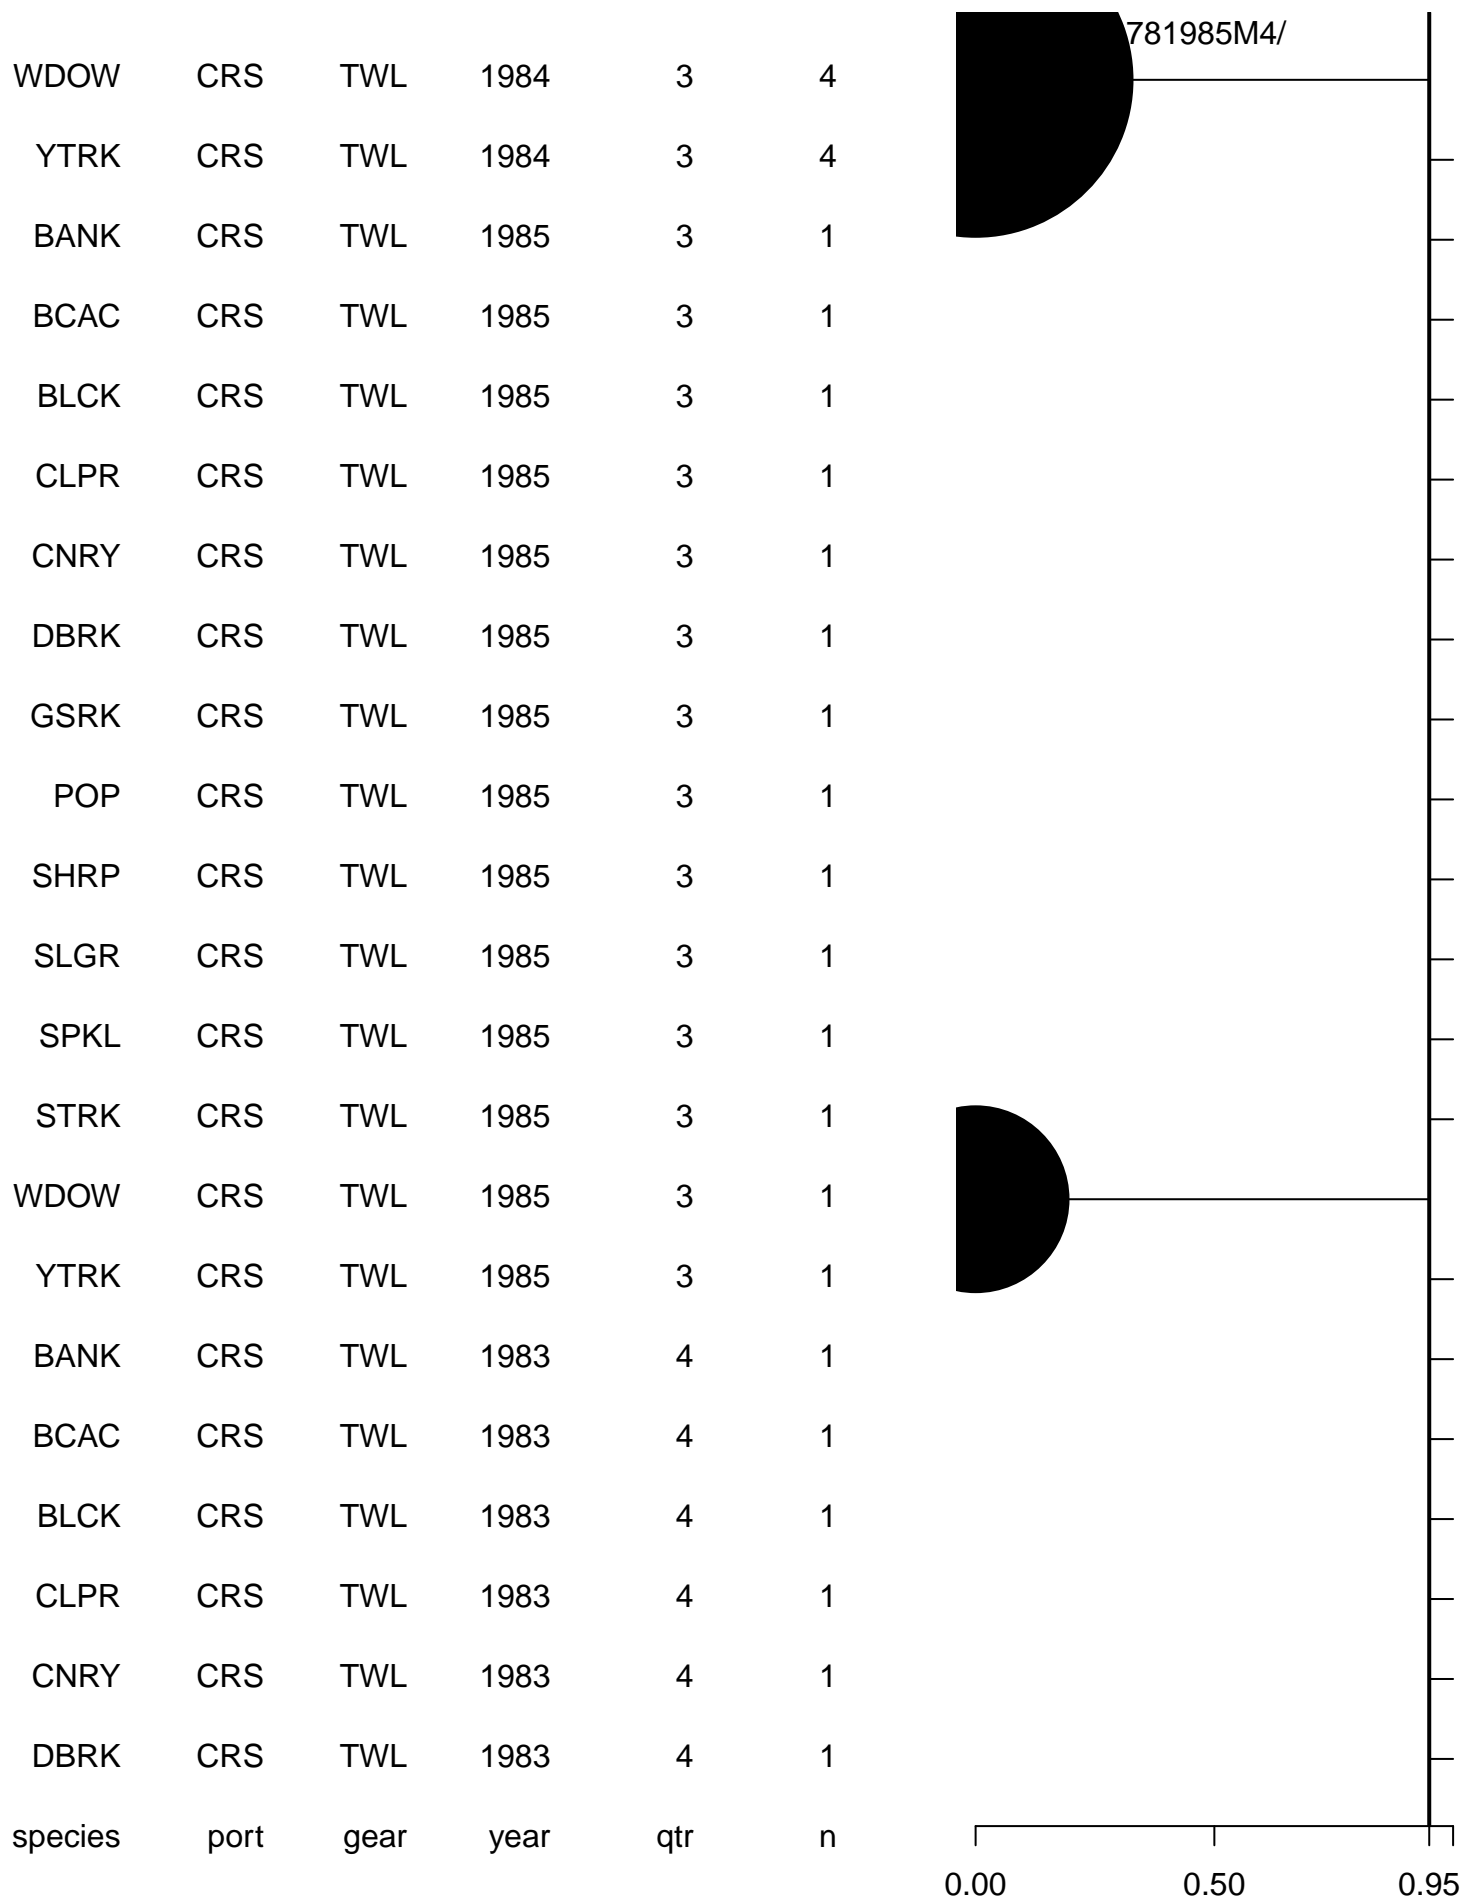 781985M4/
WDOW CRS TWL 1984 3 4
YTRK CRS TWL 1984 3 4
BANK CRS TWL 1985 3 1
BCAC CRS TWL 1985 3 1
BLCK CRS TWL 1985 3 1
CLPR CRS TWL 1985 3 1
CNRY CRS TWL 1985 3 1
DBRK CRS TWL 1985 3 1
GSRK CRS TWL 1985 3 1
POP CRS TWL 1985 3 1
SHRP CRS TWL 1985 3 1
SLGR CRS TWL 1985 3 1
SPKL CRS TWL 1985 3 1
STRK CRS TWL 1985 3 1
WDOW CRS TWL 1985 3 1
YTRK CRS TWL 1985 3 1
BANK CRS TWL 1983 4 1
BCAC CRS TWL 1983 4 1
BLCK CRS TWL 1983 4 1
CLPR CRS TWL 1983 4 1
CNRY CRS TWL 1983 4 1
DBRK CRS TWL 1983 4 1
species port gear year qtr n
0.00 0.50 0.95